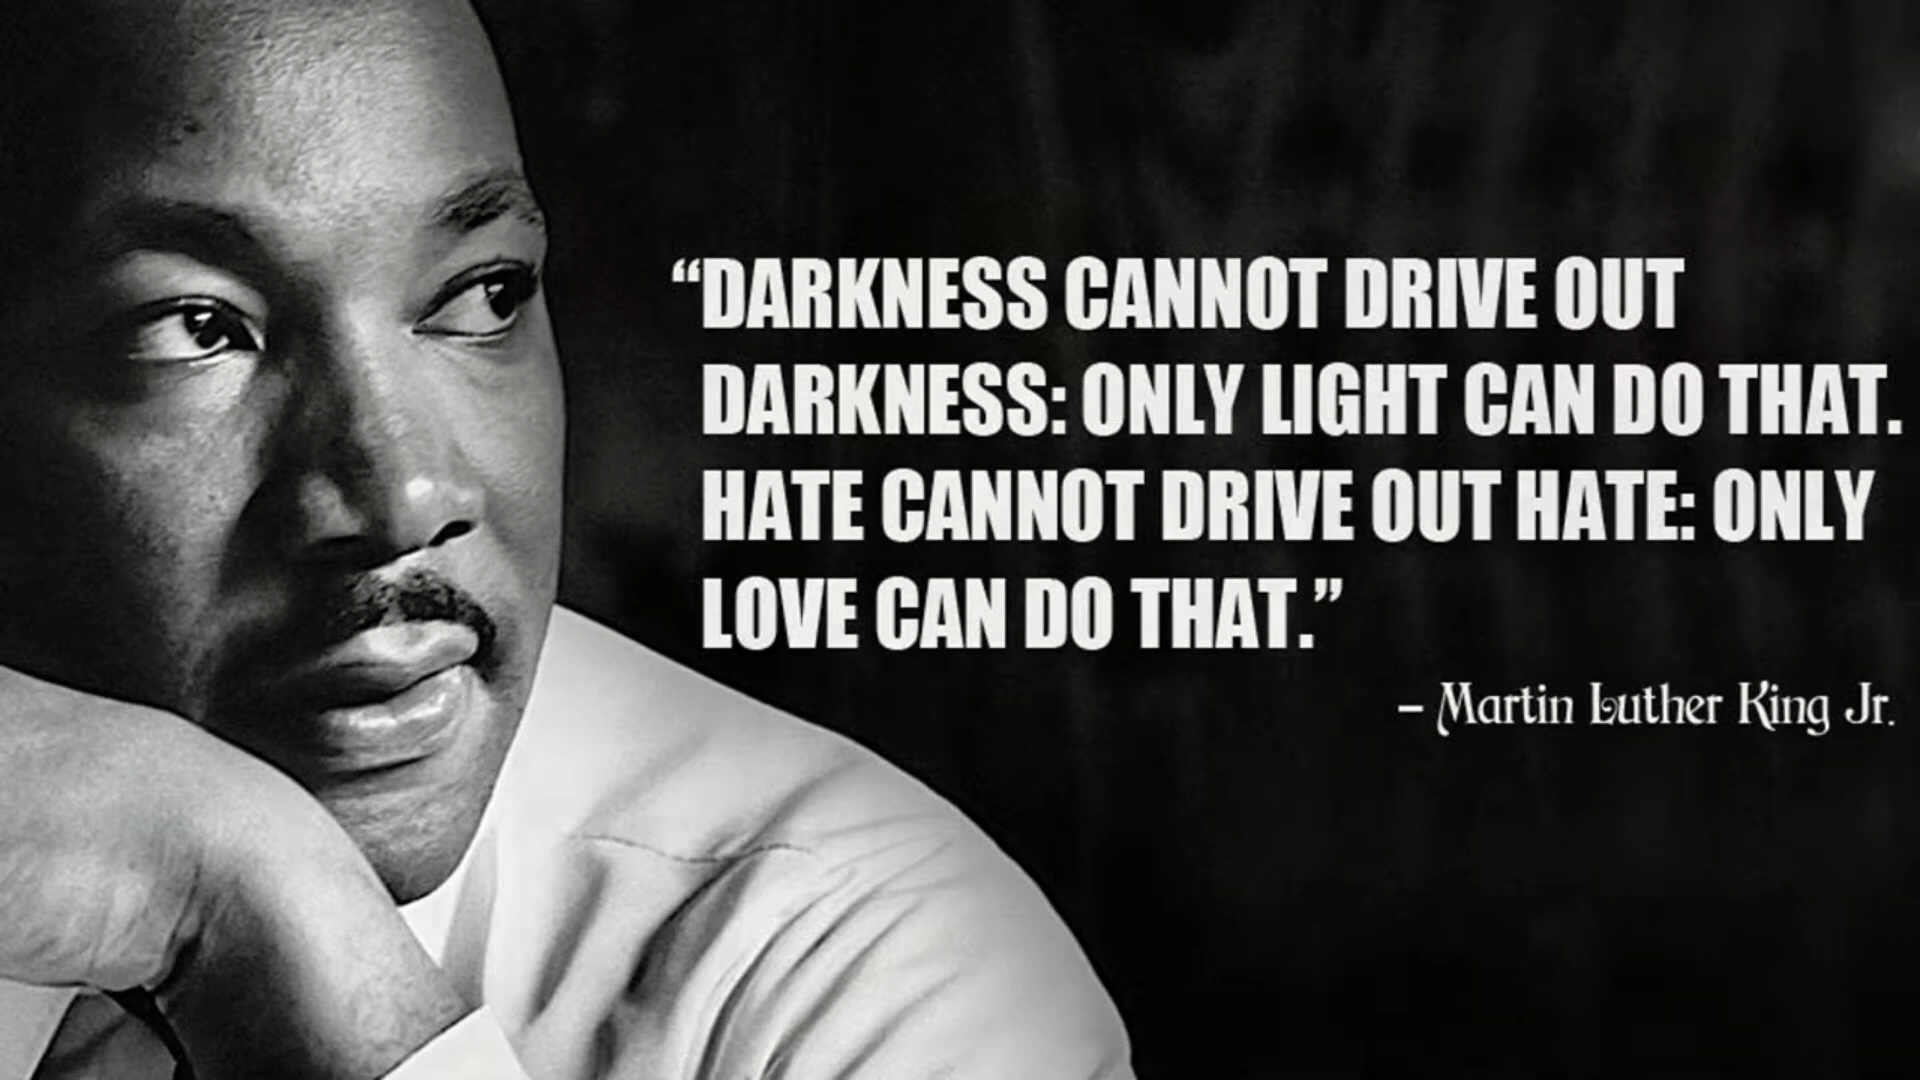 “DARKNESS CANNOT DRIVE OUT
DARKNESS: ONLY LIGHT CAN DO THAT.
HATE CANNOT DRIVE OUT HATE: ONLY
LOVE CAN DO THAT.”
– Martin Luther King Jr.